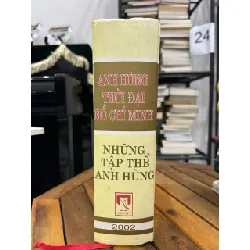 ANH HÙNG
THỜI ĐẠI
HỒ CHÍ MINH
NHỮNG
TẬP THỂ
ANH HÙNG
2002
24